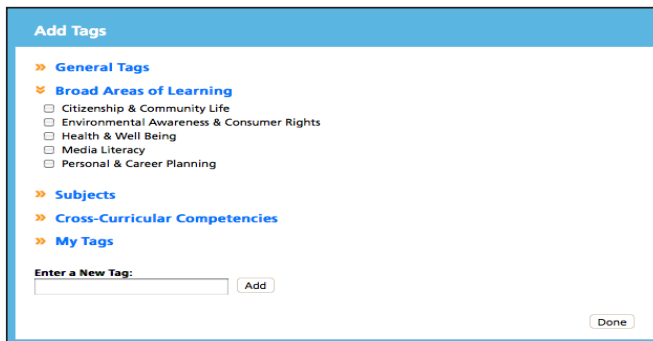 Add Tags
General Tags
Broad Areas of Learning
Citizenship & Community Life
Environmental Awareness & Consumer Rights
Health & Well Being
Media Literacy
Personal & Career Planning
Subjects
Cross-Curricular Competencies
My Tags
Enter a New Tag:
Add
Done